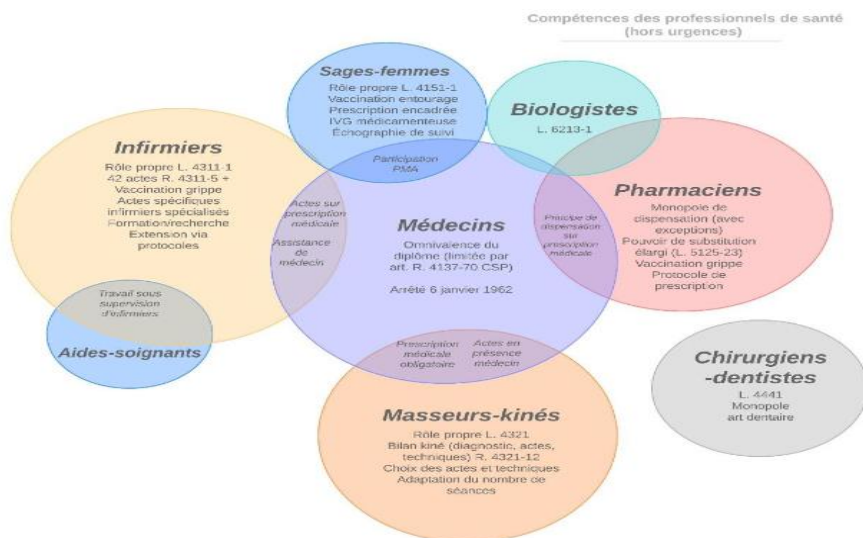 Compétences des professionnels de santé
(hors urgences)
Sages-femmes
Rôle propre L. 4151-1
Vaccination entourage
Prescription encadrée
IVG médicamenteuse
Échographie de suivi
Participation
PMA
Biologistes
L. 6213-1
Infirmiers
Rôle propre L. 4311-1
42 actes R. 4311-5 +
Vaccination grippe
Actes spécifiques
infirmiers spécialisés
Formation/recherche
Extension via
protocoles
Actes sur
prescription
médicale
Assistance
de
médecin
Médecins
Omnivalence du
diplôme (limitée par
art. R. 4137-70 CSP)
Arrêté 6 janvier 1962
Principe de
dispensation
sur
prescription
médicale
Pharmaciens
Monopole de
dispensation (avec
exceptions)
Pouvoir de substitution
élargi (L. 5125-23)
Vaccination grippe
Protocole de
prescription
Travail sous
supervision
d'infirmiers
Aides-soignants
Prescription
médicale
obligatoire
Actes en
présence
médecin
Masseurs-kinés
Rôle propre L. 4321
Bilan kiné (diagnostic, actes,
techniques) R. 4321-12
Choix des actes et techniques
Adaptation du nombre de
séances
Chirurgiens
-dentistes
L. 4441
Monopole
art dentaire